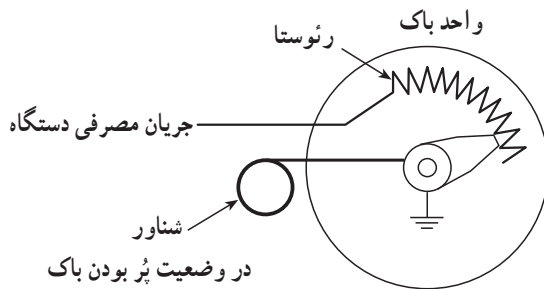 واحد باک
رئوستا
جریان مصرفی دستگاه
شناور
در وضعیت پُر بودن باک